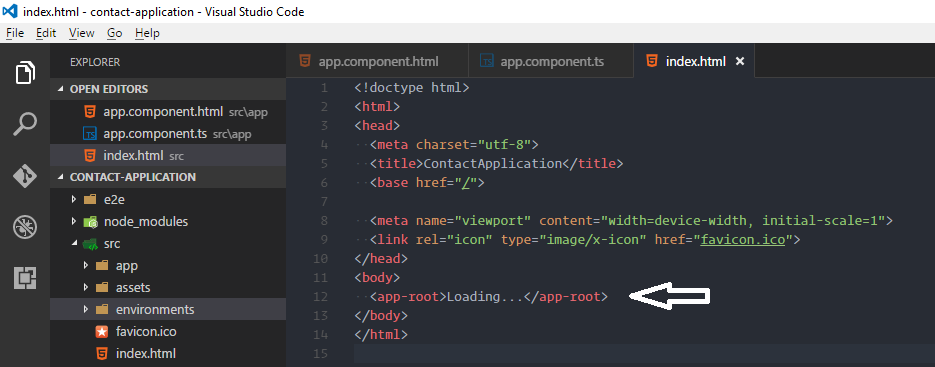 index.html - contact-application - Visual Studio Code
File Edit View Go Help
EXPLORER
OPEN EDITORS
app.component.html src\app
TS app.component.ts src\app
index.html src
CONTACT-APPLICATION
e2e
node_modules
src
app
assets
environments
favicon.ico
index.html
app.component.html TS app.component.ts index.html ×
1 <!doctype html>
2 <html>
3 <head>
4 <meta charset="utf-8">
5 <title>ContactApplication</title>
6 <base href="/">
7
8 <meta name="viewport" content="width=device-width, initial-scale=1">
9 <link rel="icon" type="image/x-icon" href="favicon.ico">
10 </head>
11 <body>
12 <app-root>Loading...</app-root>
13 </body>
14 </html>
15